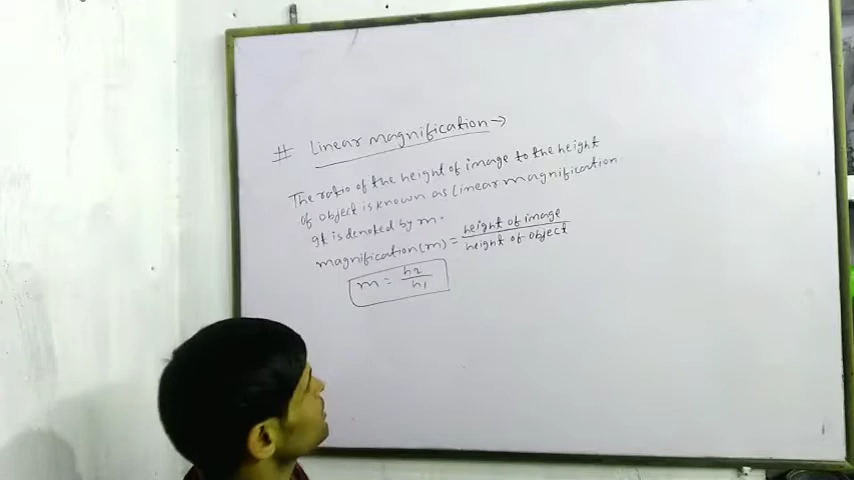 # Linear magnification →
The ratio of the height of image to the height
of object is known as Linear magnification
It is denoted by m.
magnification(m) = height of image / height of object
m = h2 / h1